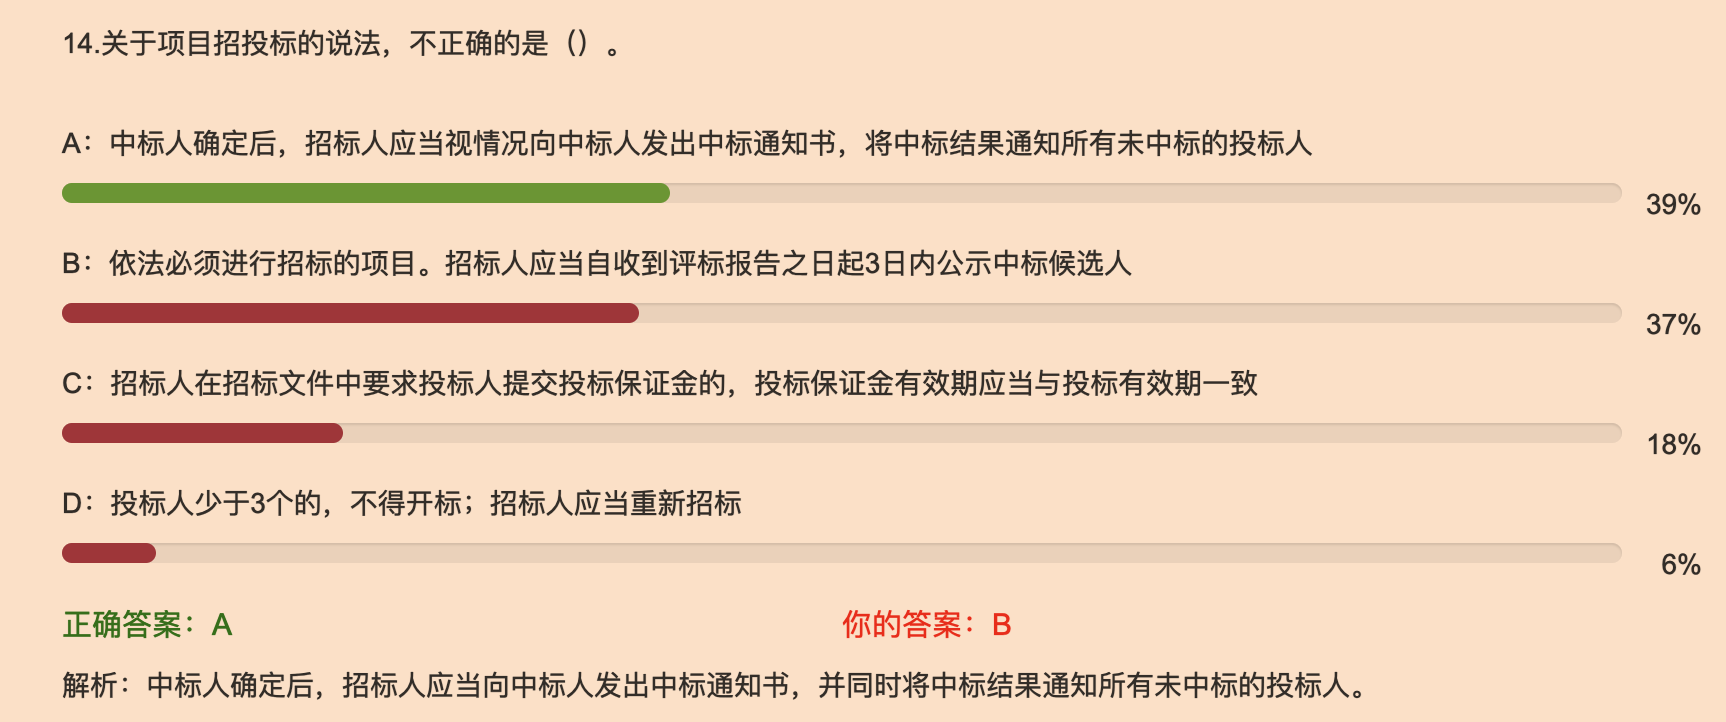 14.关于项目招投标的说法，不正确的是（）。
A：中标人确定后，招标人应当视情况向中标人发出中标通知书，将中标结果通知所有未中标的投标人
39%
B：依法必须进行招标的项目。招标人应当自收到评标报告之日起3日内公示中标候选人
37%
C：招标人在招标文件中要求投标人提交投标保证金的，投标保证金有效期应当与投标有效期一致
18%
D：投标人少于3个的，不得开标；招标人应当重新招标
6%
正确答案：A 你的答案：B
解析：中标人确定后，招标人应当向中标人发出中标通知书，并同时将中标结果通知所有未中标的投标人。